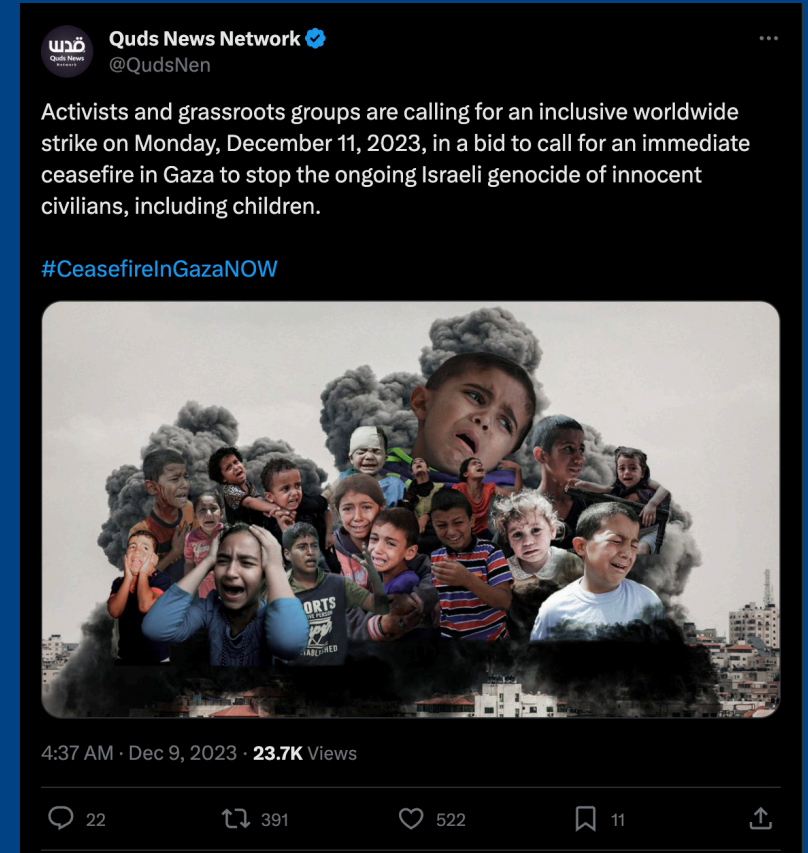 Quds News Network
@QudsNen
قدس
Quds News
Network
Activists and grassroots groups are calling for an inclusive worldwide
strike on Monday, December 11, 2023, in a bid to call for an immediate
ceasefire in Gaza to stop the ongoing Israeli genocide of innocent
civilians, including children.
#CeasefireInGazaNOW
ORTS
4:37 AM · Dec 9, 2023 · 23.7K Views
22
391
522
11